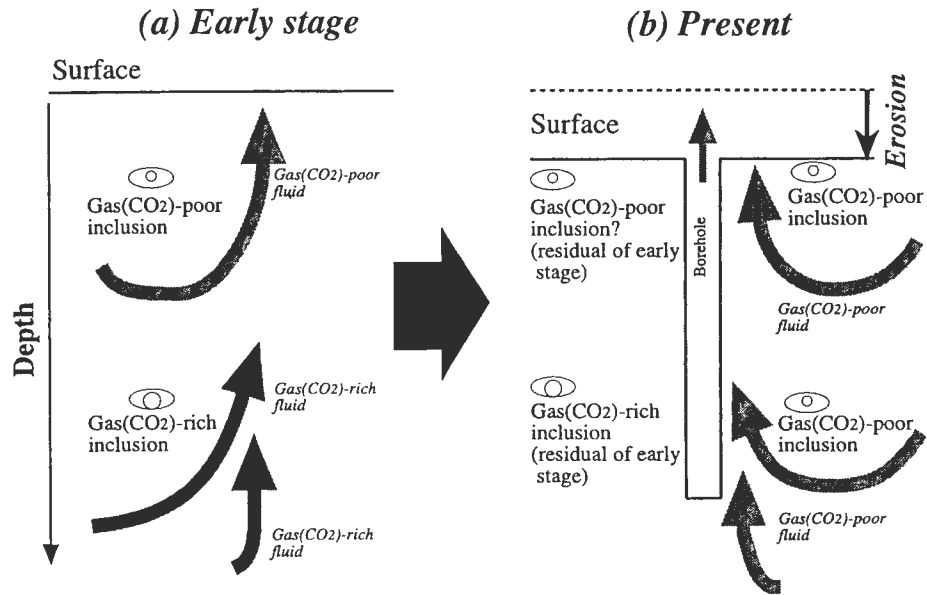 (a) Early stage
Surface
Depth
Gas(CO2)-poor
inclusion
Gas(CO2)-poor
fluid
Gas(CO2)-rich
inclusion
Gas(CO2)-rich
fluid
Gas(CO2)-rich
fluid
(b) Present
Surface
Erosion
Borehole
Gas(CO2)-poor
inclusion?
(residual of early
stage)
Gas(CO2)-poor
inclusion
Gas(CO2)-poor
fluid
Gas(CO2)-rich
inclusion
(residual of early
stage)
Gas(CO2)-poor
inclusion
Gas(CO2)-poor
fluid